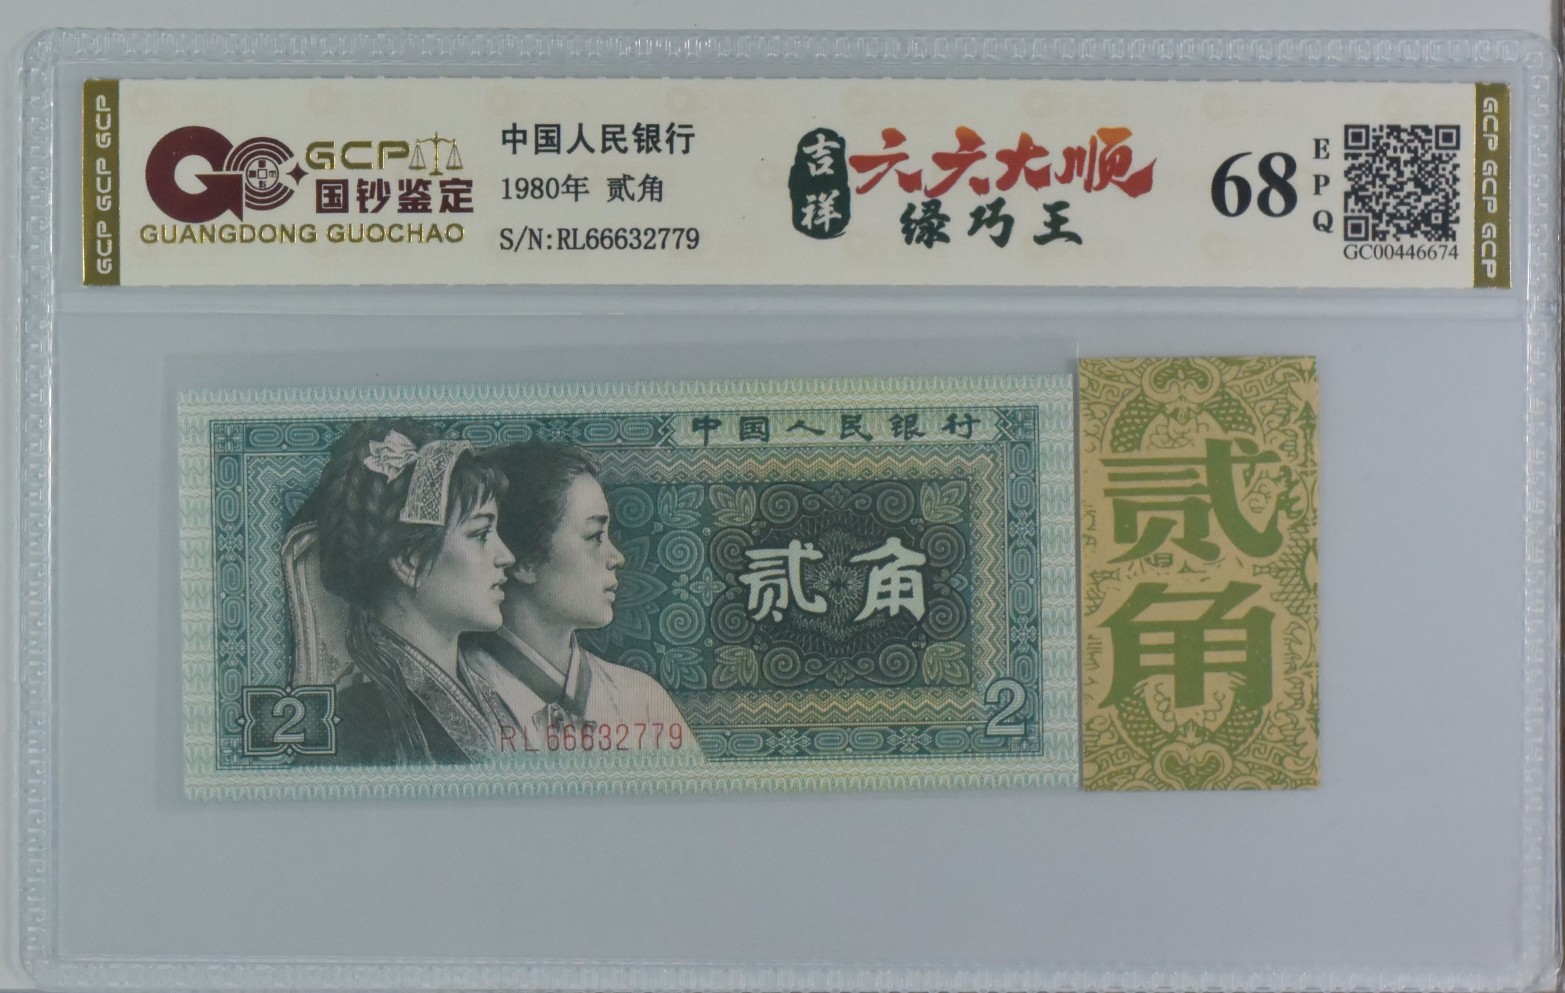 GCP
国钞鉴定
GUANGDONG GUOCHAO
中国人民银行
1980年 贰角
S/N:RL66632779
吉祥
六六大顺
绿巧王
68
EPQ
GC00446674
GCP GCP GCP
GCP GCP GCP
中国人民银行
贰角
2
2
RL66632779
贰角